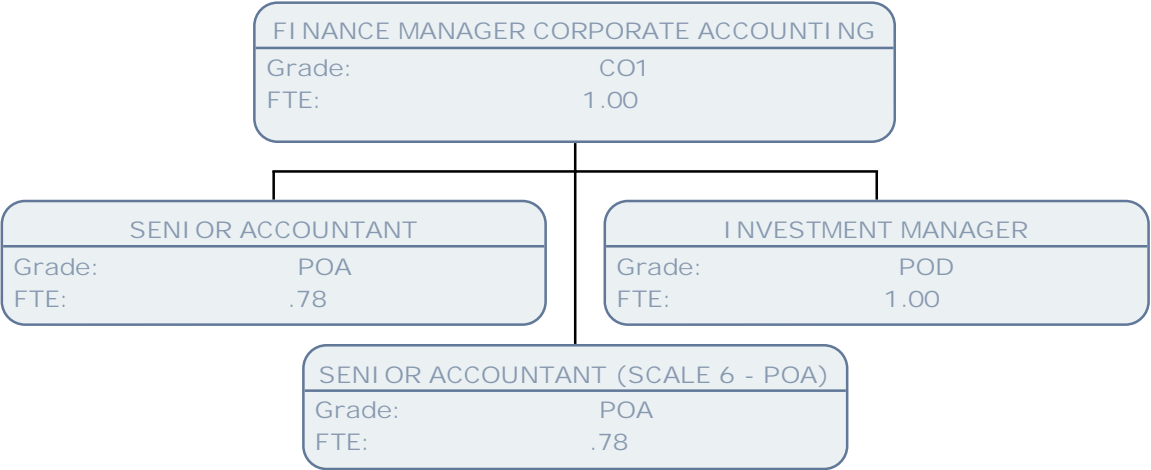 FINANCE MANAGER CORPORATE ACCOUNTING
Grade: CO1
FTE: 1.00
SENIOR ACCOUNTANT
Grade: POA
FTE: .78
INVESTMENT MANAGER
Grade: POD
FTE: 1.00
SENIOR ACCOUNTANT (SCALE 6 - POA)
Grade: POA
FTE: .78